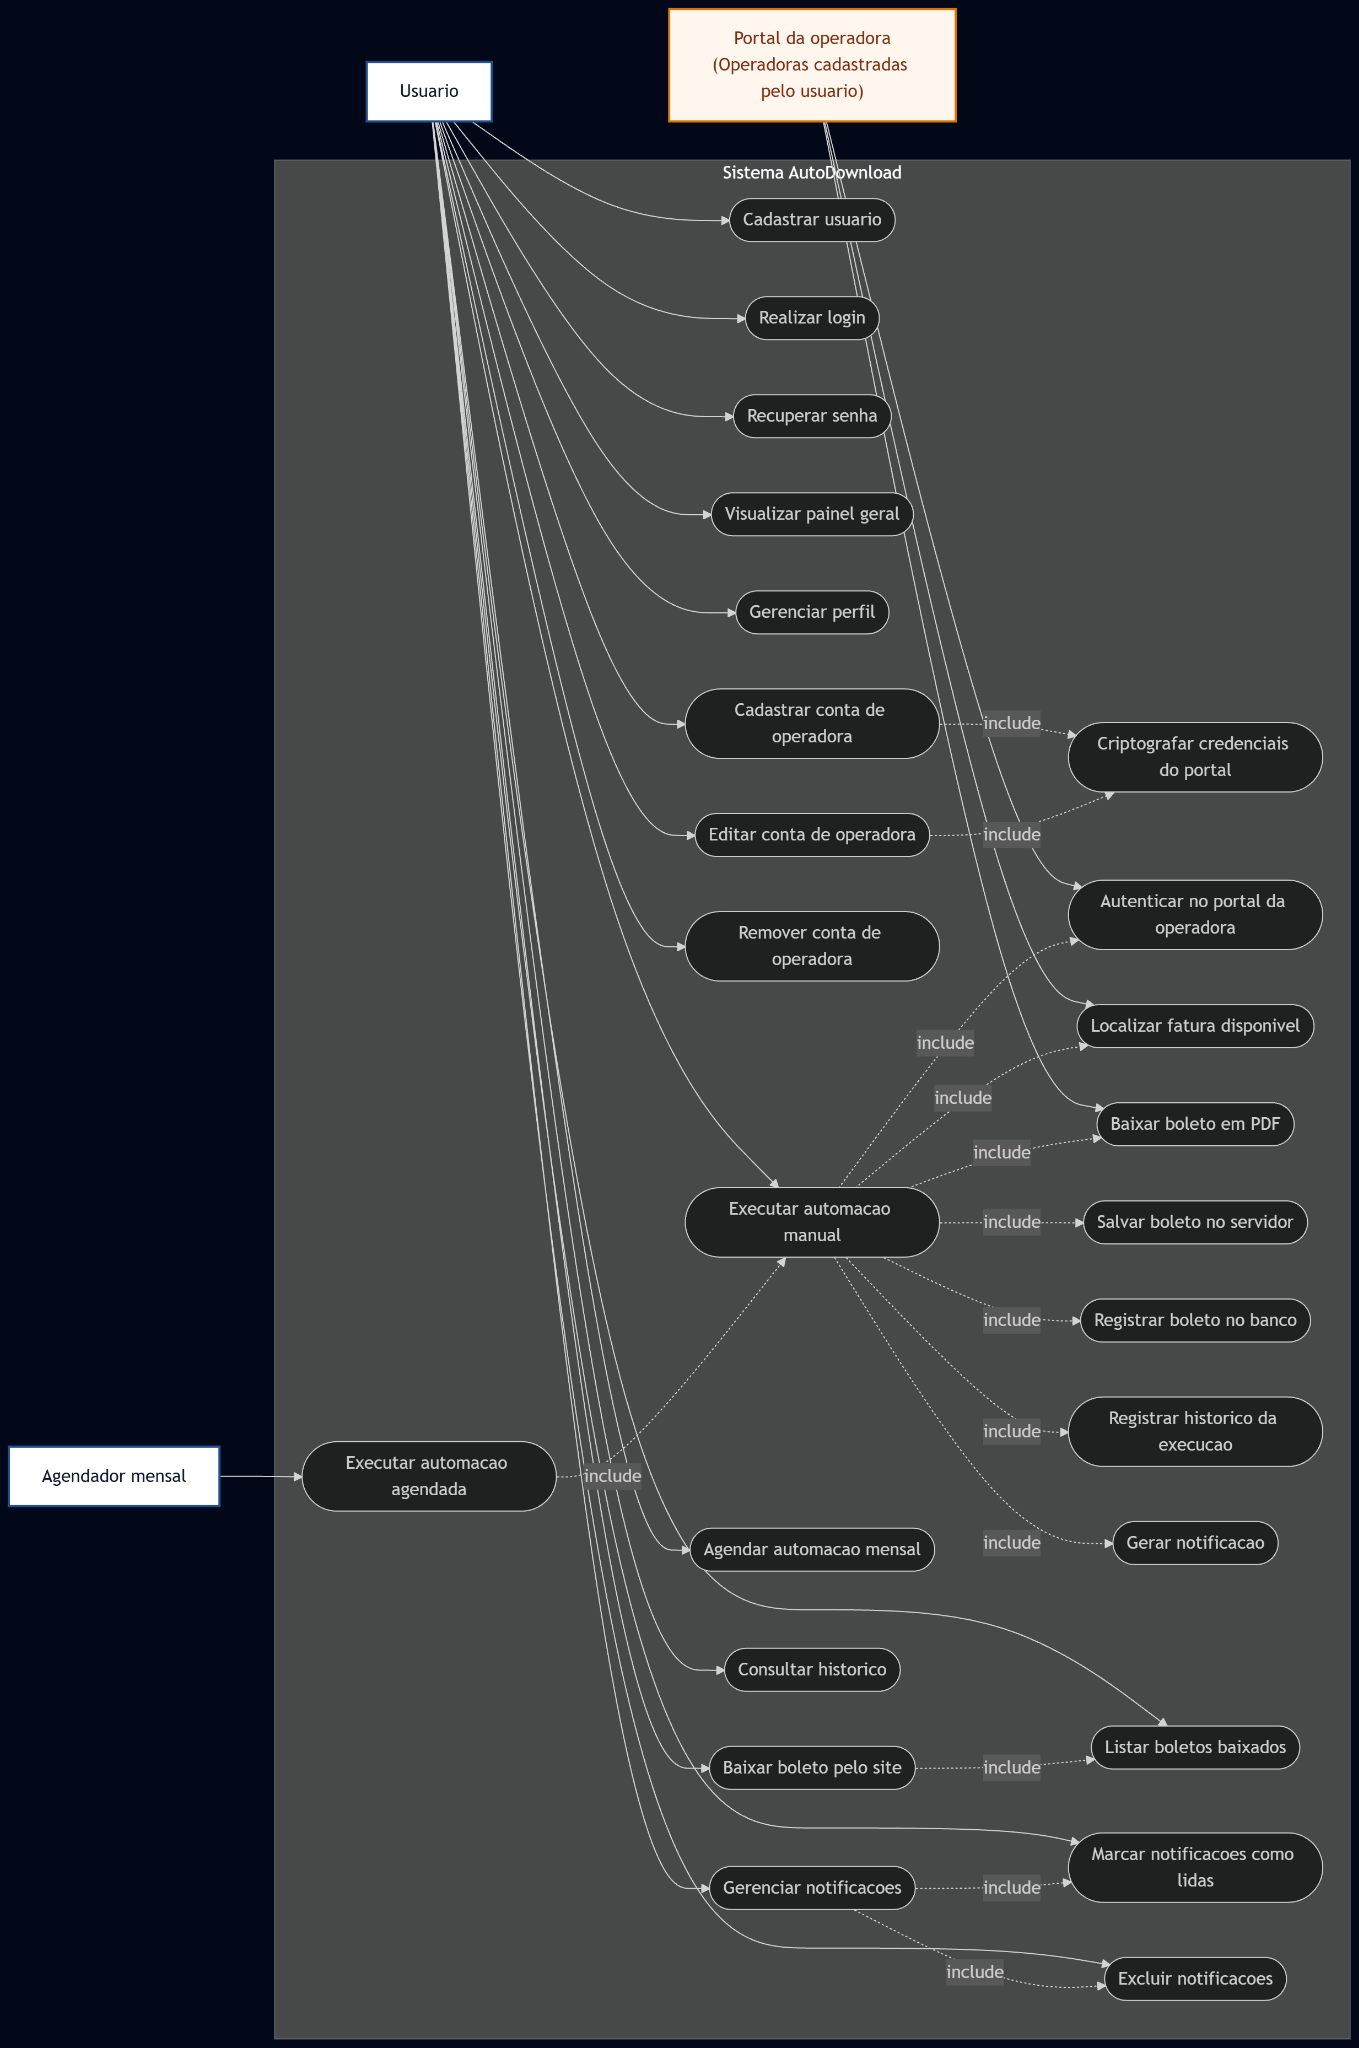 Portal da operadora
(Operadoras cadastradas
pelo usuario)
Usuario
Sistema AutoDownload
Cadastrar usuario
Realizar login
Recuperar senha
Visualizar painel geral
Gerenciar perfil
Cadastrar conta de
operadora
include
Criptografar credenciais
do portal
Editar conta de operadora
include
Autenticar no portal da
operadora
Remover conta de
operadora
Localizar fatura disponivel
include
include
Baixar boleto em PDF
include
Executar automacao
manual
include
Salvar boleto no servidor
include
Registrar boleto no banco
include
Registrar historico da
execucao
Agendador mensal
Executar automacao
agendada
include
Agendar automacao mensal
include
Gerar notificacao
Consultar historico
Listar boletos baixados
Baixar boleto pelo site
include
Marcar notificacoes como
lidas
Gerenciar notificacoes
include
include
Excluir notificacoes